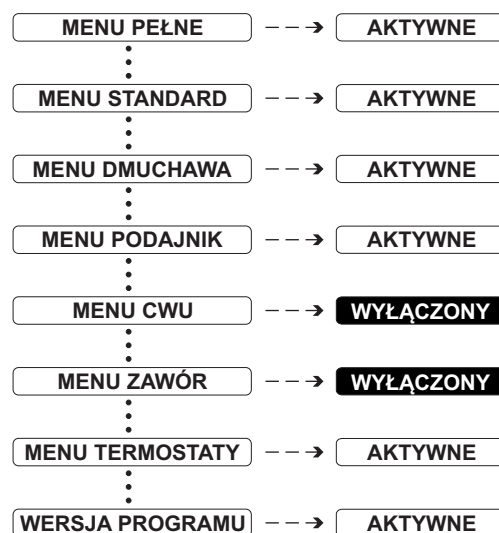 MENU PEŁNE AKTYWNE
MENU STANDARD AKTYWNE
MENU DMUCHAWA AKTYWNE
MENU PODAJNIK AKTYWNE
MENU CWU WYŁĄCZONY
MENU ZAWÓR WYŁĄCZONY
MENU TERMOSTATY AKTYWNE
WERSJA PROGRAMU AKTYWNE